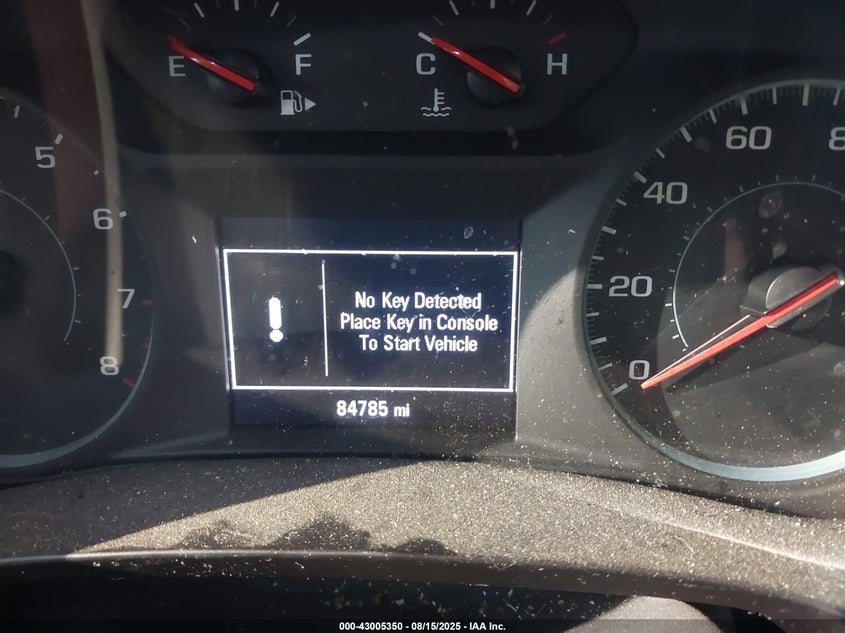 E F C H
5
6
7
8
0
20
40
60
8
No Key Detected
Place Key in Console
To Start Vehicle
84785 mi
000-43005350 - 08/15/2025 - IAA Inc.